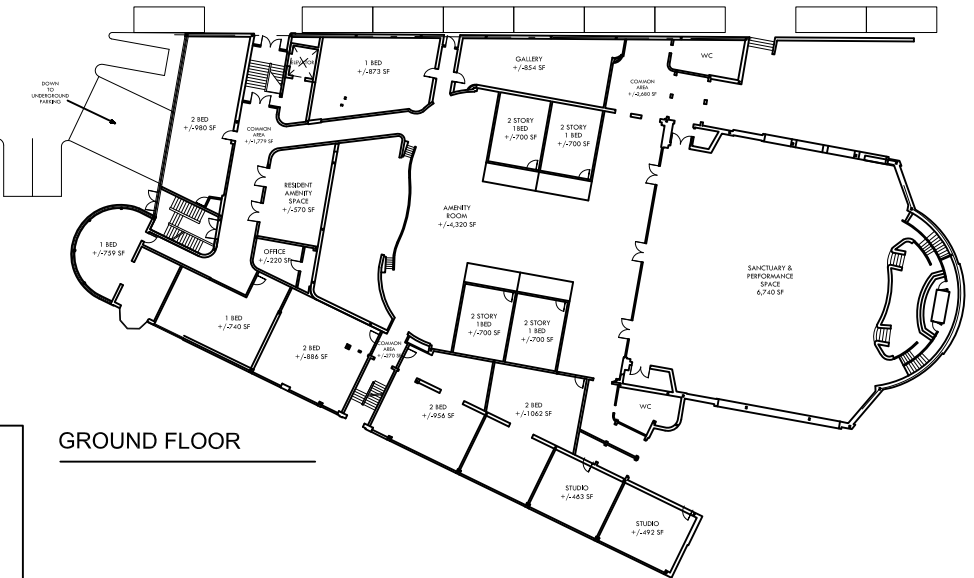 DOWN
TO
UNDERGROUND
PARKING
2 BED
+/-980 SF
ELEVATOR
1 BED
+/-873 SF
GALLERY
+/-854 SF
WC
COMMON
AREA
+/-2,680 SF
COMMON
AREA
+/-1,779 SF
2 STORY
1BED
+/-700 SF
2 STORY
1 BED
+/-700 SF
RESIDENT
AMENITY
SPACE
+/-570 SF
AMENITY
ROOM
+/-4,320 SF
1 BED
+/-759 SF
OFFICE
+/-220 SF
SANCTUARY &
PERFORMANCE
SPACE
6,740 SF
1 BED
+/-740 SF
2 STORY
1BED
+/-700 SF
2 STORY
1 BED
+/-700 SF
2 BED
+/-886 SF
COMMON
AREA
+/-270 SF
2 BED
+/-956 SF
2 BED
+/-1062 SF
WC
GROUND FLOOR
STUDIO
+/-463 SF
STUDIO
+/-492 SF